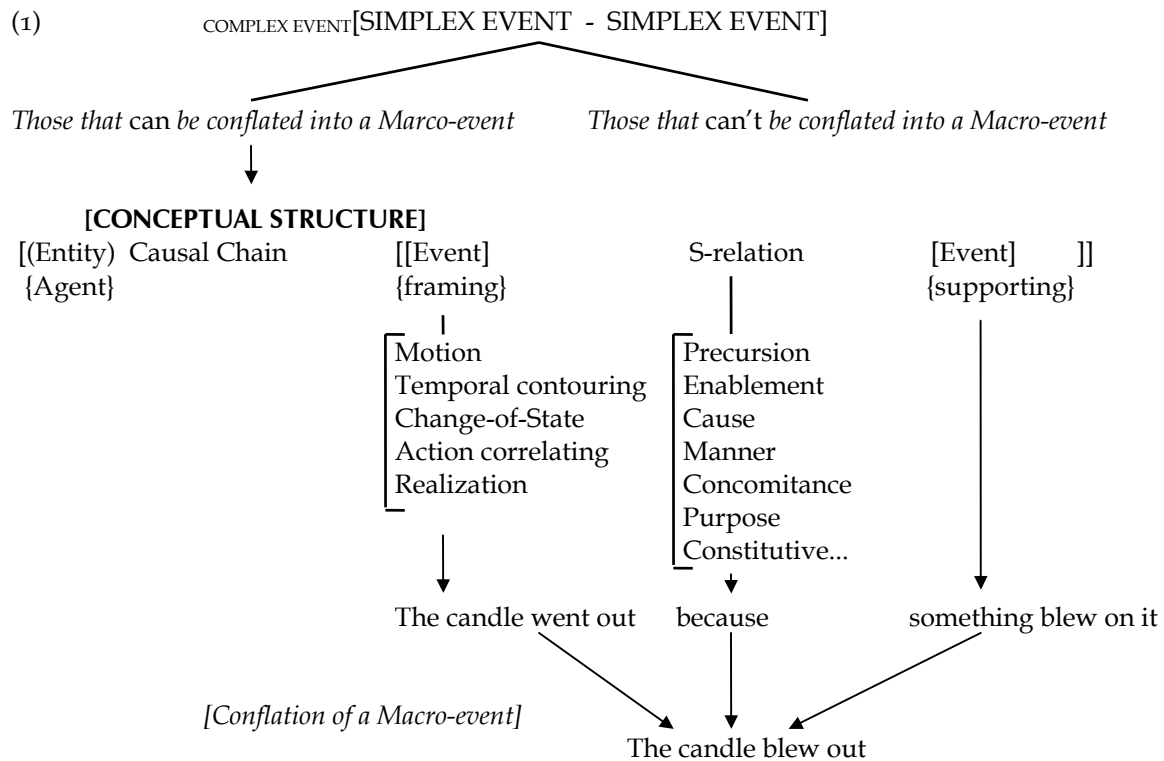 (1) COMPLEX EVENT[SIMPLEX EVENT - SIMPLEX EVENT]
Those that can be conflated into a Marco-event Those that can't be conflated into a Macro-event
[CONCEPTUAL STRUCTURE]
[(Entity) Causal Chain [[Event] S-relation [Event] ]]
{Agent} {framing} {supporting}
Motion Precursion
Temporal contouring Enablement
Change-of-State Cause
Action correlating Manner
Realization Concomitance
Purpose
Constitutive...
The candle went out because something blew on it
[Conflation of a Macro-event]
The candle blew out